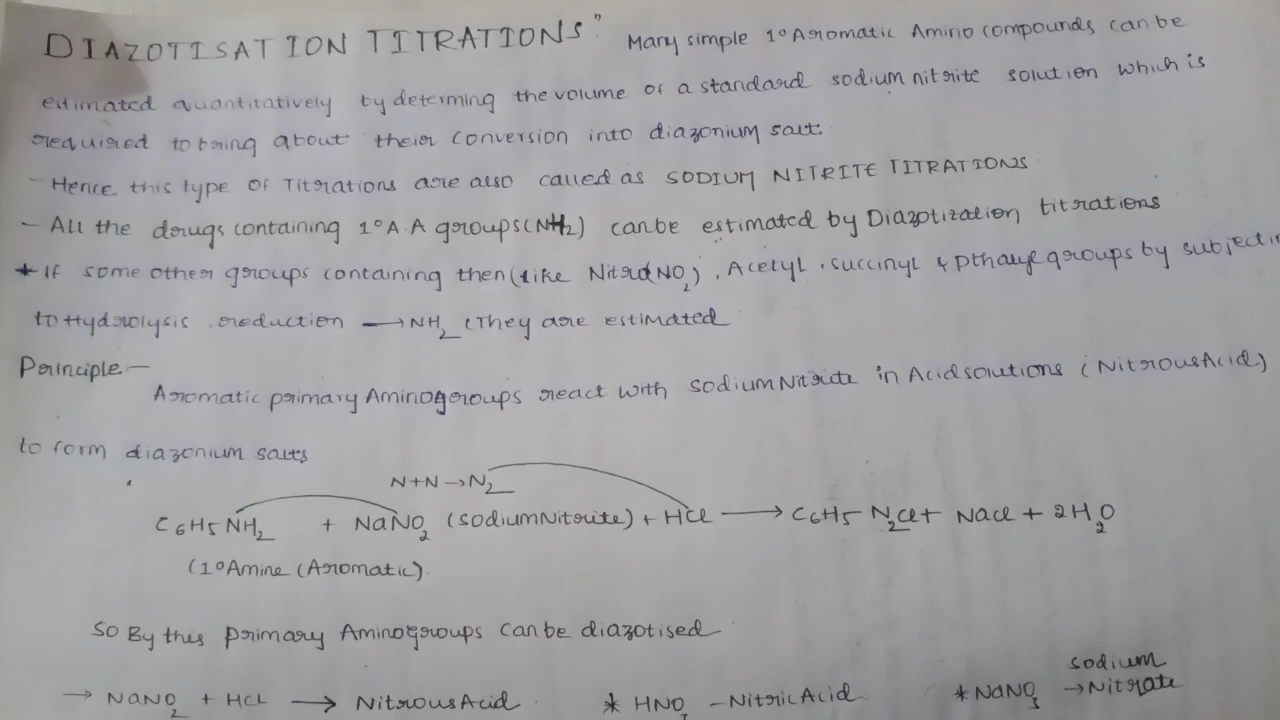 DIAZOTISATION TITRATIONS" Many simple 1° Aromatic Amino compounds can be
estimated quantitatively by determing the volume of a standard sodium nitrite solution which is
required to bring about their conversion into diazonium salt.
- Hence this type of Titrations are also called as SODIUM NITRITE TITRATIONS
- All the drugs containing 1° A.A groups (NH2) can be estimated by Diazotization titrations
* If some other groups containing then (like Nitro (NO2), Acetyl, succinyl & pthalyl groups by subjectin
to Hydrolysis, reduction → NH2 (They are estimated
Principle -
Aromatic primary Aminogroups react with sodium Nitrite in Acid solutions (Nitrous Acid)
to form diazonium salts
N+N → N2
C6H5NH2 + NaNO2 (sodium Nitrite) + HCl → C6H5 N2Cl + NaCl + 2H2O
(1° Amine (Aromatic)
So By this primary Aminogroups can be diazotised
sodium
→ NaNO2 + HCl → Nitrous Acid * HNO3 - Nitric Acid * NaNO3 → Nitrate